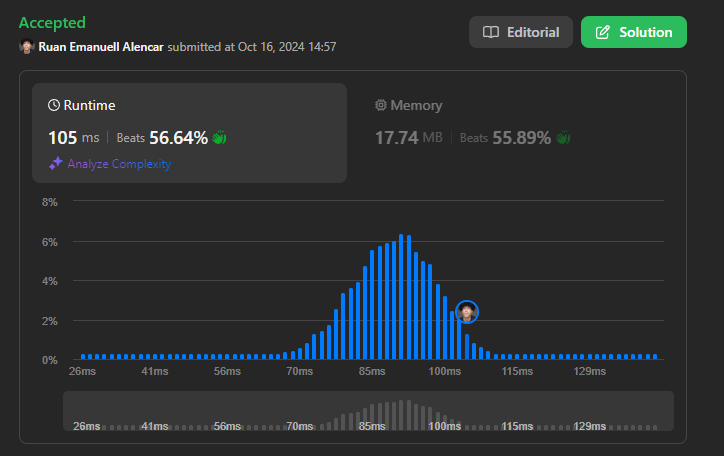 Accepted
Ruan Emanuell Alencar submitted at Oct 16, 2024 14:57
Editorial
Solution
Runtime
105 ms | Beats 56.64%
Analyze Complexity
Memory
17.74 MB | Beats 55.89%
8%
6%
4%
2%
0%
26ms 41ms 56ms 70ms 85ms 100ms 115ms 129ms
26ms 41ms 56ms 70ms 85ms 100ms 115ms 129ms